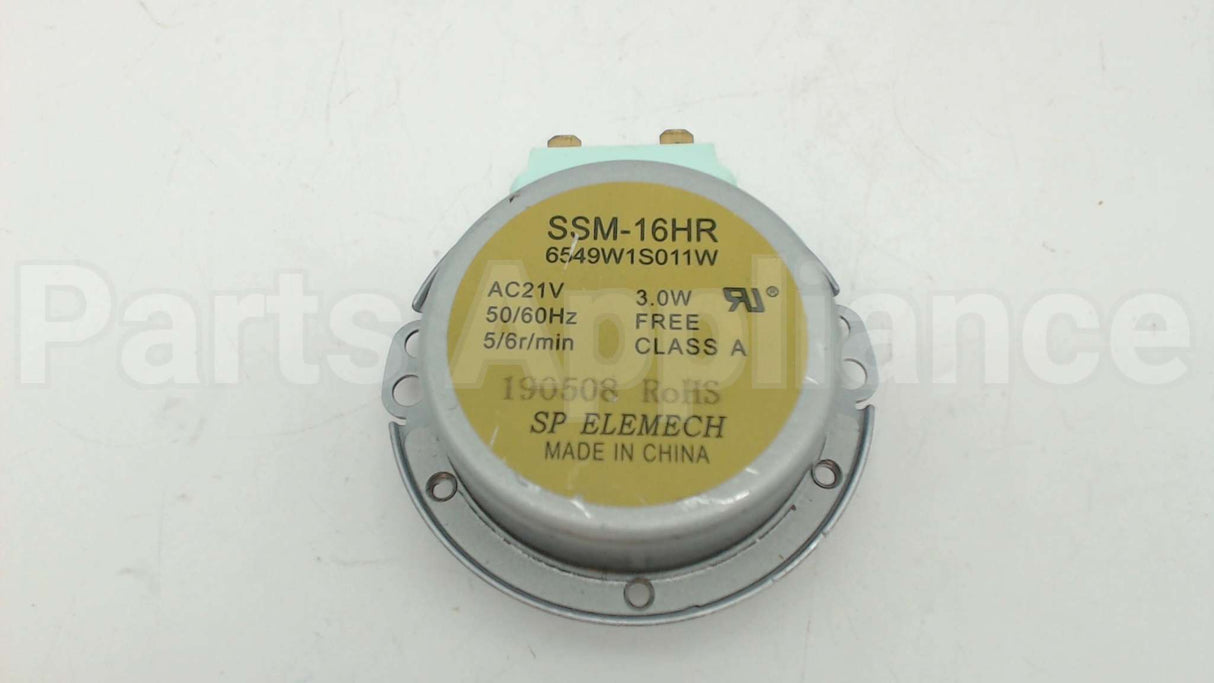 SSM-16HR
6549W1S011W
AC21V 3.0W
50/60Hz FREE
5/6r/min CLASS A
190508 RoHS
SP ELEMECH
MADE IN CHINA
Parts Appliance